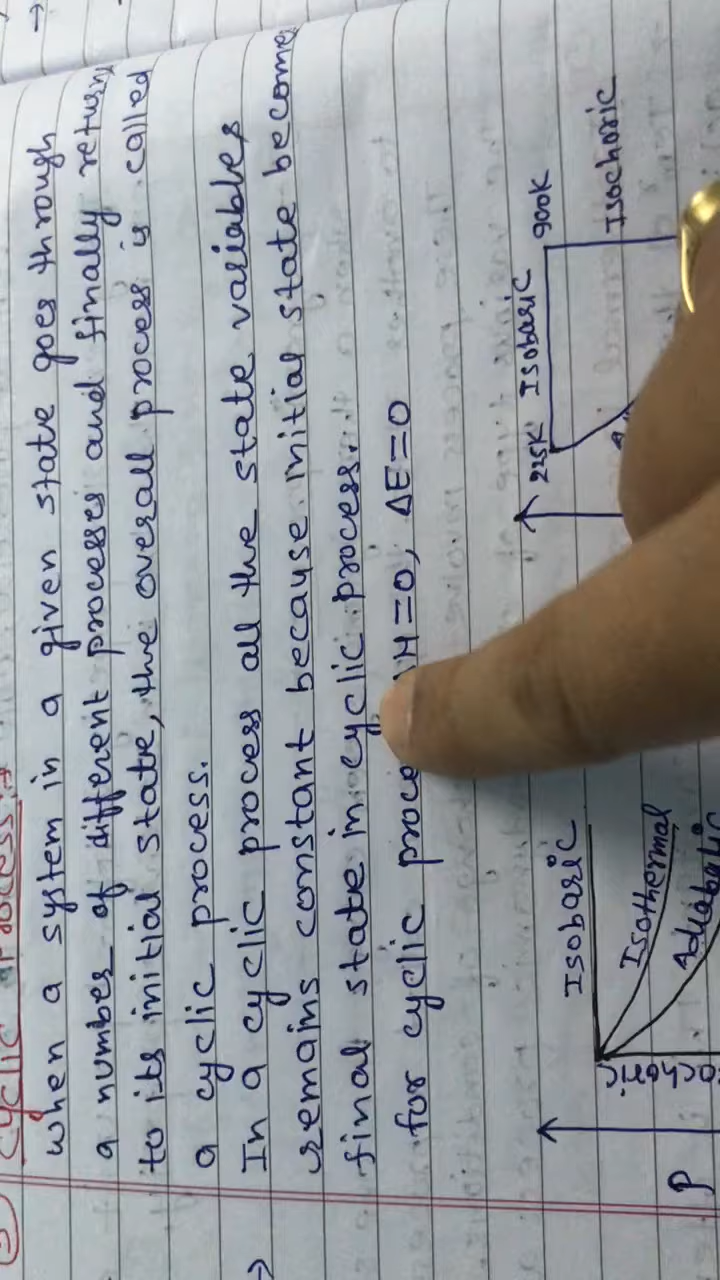 Cyclic Process :→
when a system in a given state goes through
a number of different processes and finally return
to its initial state, the overall process is called
a cyclic process.
→ In a cyclic process all the state variables
remains constant because initial state become
final state in cyclic process.
for cyclic proce H=0, ΔE=0
Isobaric
Isothermal
Adiabatic
P
225K Isobaric 900K
Isochoric